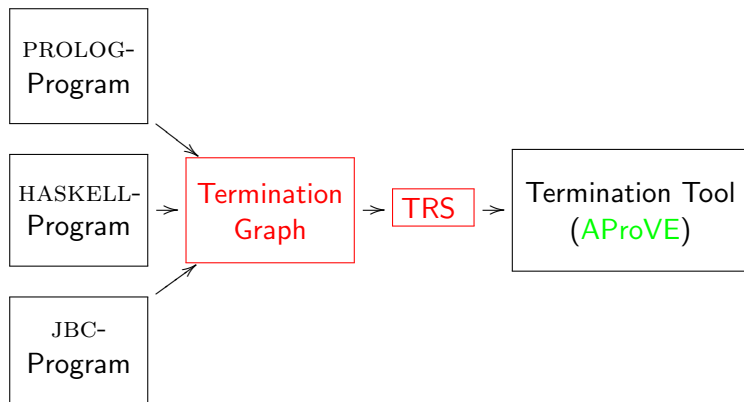 PROLOG-
Program
HASKELL-
Program
JBC-
Program
Termination
Graph
TRS
Termination Tool
(AProVE)